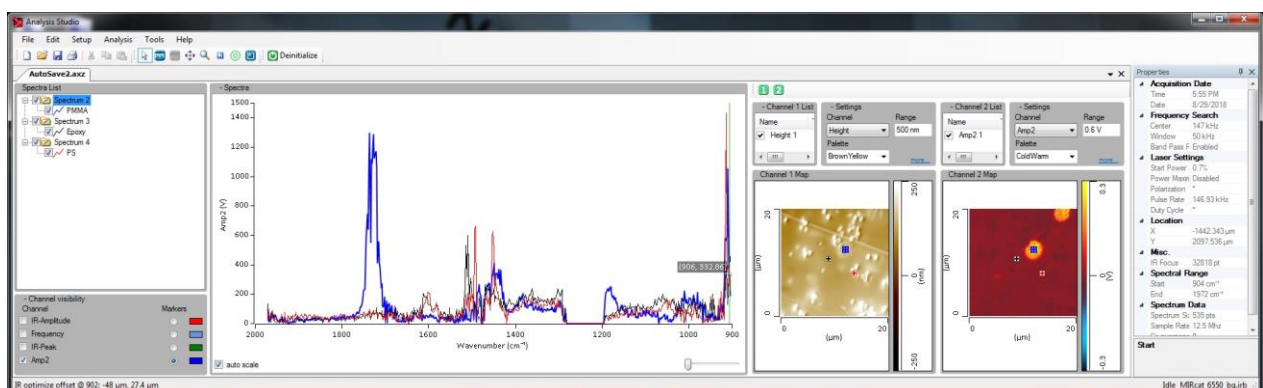 Analysis Studio
File Edit Setup Analysis Tools Help
Deinitialize
AutoSave2.axz
Spectra List
Spectrum 2
PMMA
Spectrum 3
Epoxy
Spectrum 4
PS
- Channel visibility
Channel Markers
IR-Amplitude
Frequency
IR-Peak
Amp2
- Spectra
1500
1400
1200
1000
800
600
400
200
0
Amp2 (V)
(906, 332.86)
2000 1800 1600 1400 1200 1000 900
Wavenumber (cm⁻¹)
auto scale
1 2
- Channel 1 List
Name
Height 1
- Settings
Channel Range
Height 500 nm
Palette
BrownYellow more...
- Channel 2 List
Name
Amp2 1
- Settings
Channel Range
Amp2 0.6 V
Palette
ColdWarm more...
Channel 1 Map
20
(µm)
0
0 20
(µm)
250
0
(nm)
-250
Channel 2 Map
20
(µm)
0
0 20
(µm)
0.3
0
(V)
-0.3
Properties
Acquisition Date
Time 5:55 PM
Date 8/29/2018
Frequency Search
Center 147 kHz
Window 50 kHz
Band Pass F Enabled
Laser Settings
Start Power 0.7%
Power Maxin Disabled
Polarization *
Pulse Rate 146.93 kHz
Duty Cycle *
Location
X -1442.343 µm
Y 2097.536 µm
Misc.
IR Focus 32818 pt
Spectral Range
Start 904 cm⁻¹
End 1972 cm⁻¹
Spectrum Data
Spectrum Si 535 pts
Sample Rate 12.5 Mhz
Start
IR optimize offset @ 902: -48 µm, 27.4 µm
Idle MIRcat 6550_bg.irb